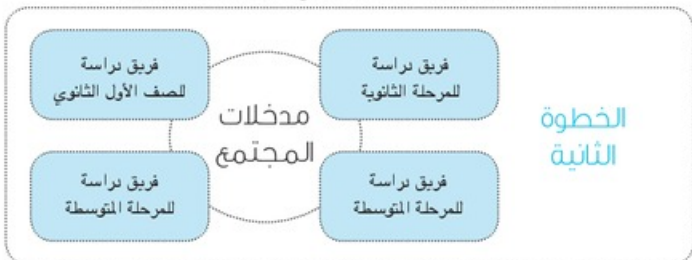 الخطوة
الثانية
فريق دراسة
للمرحلة الثانوية
فريق دراسة
للصف الأول الثانوي
مدخلات
المجتمع
فريق دراسة
للمرحلة المتوسطة
فريق دراسة
للمرحلة المتوسطة